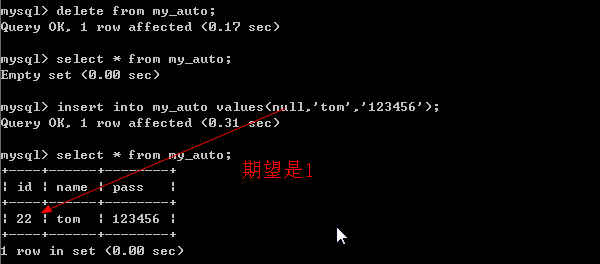 mysql> delete from my_auto;
Query OK, 1 row affected (0.17 sec)
mysql> select * from my_auto;
Empty set (0.00 sec)
mysql> insert into my_auto values(null,'tom','123456');
Query OK, 1 row affected (0.31 sec)
mysql> select * from my_auto;
期望是1
+----+------+--------+
| id | name | pass   |
+----+------+--------+
| 22 | tom  | 123456 |
+----+------+--------+
1 row in set (0.00 sec)